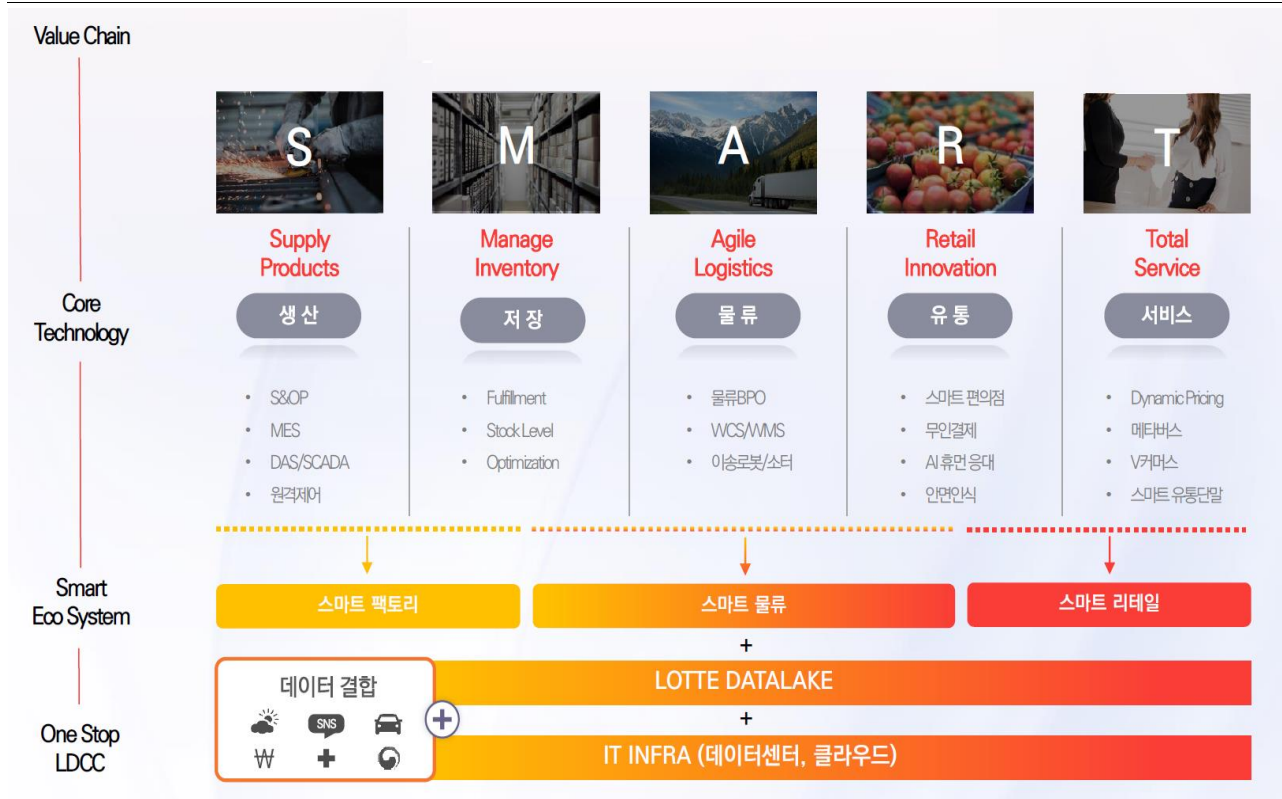 Value Chain
S
M
A
R
T
Supply
Products
Manage
Inventory
Agile
Logistics
Retail
Innovation
Total
Service
Core
Technology
생 산
저 장
물 류
유 통
서비스
• S&OP
• MES
• DAS/SCADA
• 원격제어
• Fulfillment
• Stock Level
• Optimization
• 물류BPO
• WCS/WMS
• 이송로봇/소터
• 스마트 편의점
• 무인결제
• AI 휴먼 응대
• 안면인식
• Dynamic Pricing
• 메타버스
• V커머스
• 스마트 유통단말
Smart
Eco System
스마트 팩토리
스마트 물류
스마트 리테일
+
데이터 결합
SNS
₩
+
LOTTE DATALAKE
+
One Stop
LDCC
IT INFRA (데이터센터, 클라우드)